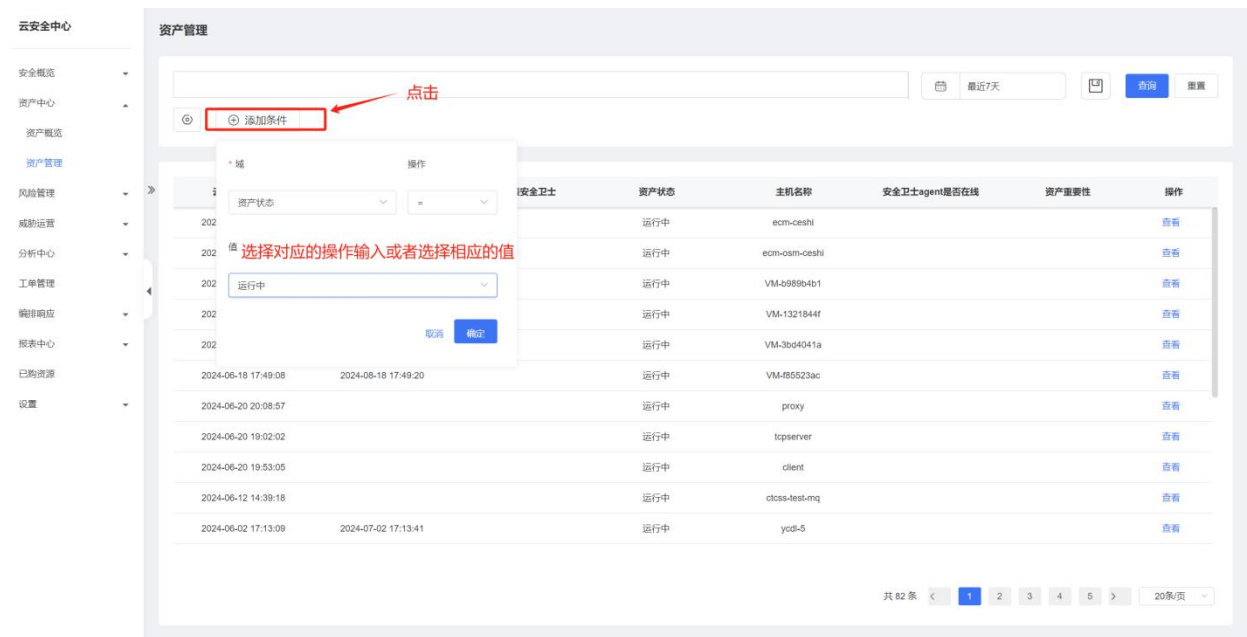 云安全中心
资产管理
安全概览
资产中心
资产概览
资产管理
风险管理
威胁运营
分析中心
工单管理
编排响应
报表中心
已购资源
设置
最近7天
查询
重置
点击
添加条件
* 域
操作
资产状态
=
值
选择对应的操作输入或者选择相应的值
运行中
取消
确定
安全卫士 资产状态 主机名称 安全卫士agent是否在线 资产重要性 操作
202 运行中 ecm-ceshi 查看
202 运行中 ecm-osm-ceshi 查看
202 运行中 VM-b989b4b1 查看
202 运行中 VM-1321844f 查看
202 运行中 VM-3bd4041a 查看
2024-06-18 17:49:08 2024-08-18 17:49:20 运行中 VM-f85523ac 查看
2024-06-20 20:08:57 运行中 proxy 查看
2024-06-20 19:02:02 运行中 tcpserver 查看
2024-06-20 19:53:05 运行中 client 查看
2024-06-12 14:39:18 运行中 ctcss-test-mq 查看
2024-06-02 17:13:09 2024-07-02 17:13:41 运行中 ycdl-5 查看
共 82 条 < 1 2 3 4 5 > 20条/页